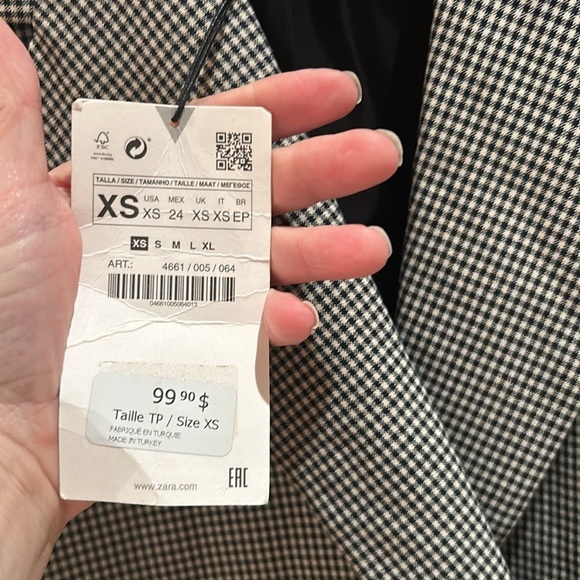 FSC
TALLA / SIZE / TAMANHO / TAILLE / MAAT / ΜΕΓΕΘΟΣ
XS
USA MEX UK IT BR
XS 24 XS XS EP
XS S M L XL
ART.: 4661 / 005 / 064
04661005064013
99 90 $
Taille TP / Size XS
FABRIQUÉ EN TURQUIE
MADE IN TURKEY
www.zara.com
EAC